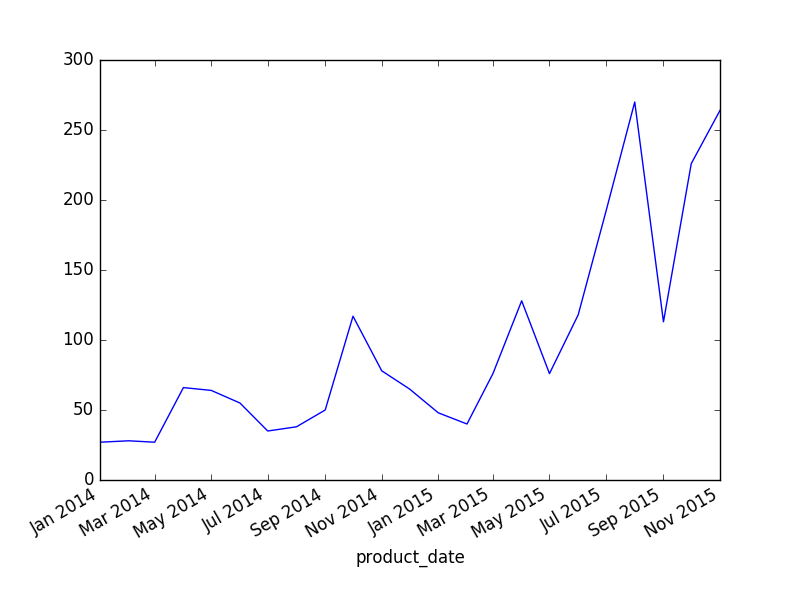 300
250
200
150
100
50
0
Jan 2014
Mar 2014
May 2014
Jul 2014
Sep 2014
Nov 2014
Jan 2015
Mar 2015
May 2015
Jul 2015
Sep 2015
Nov 2015
product_date